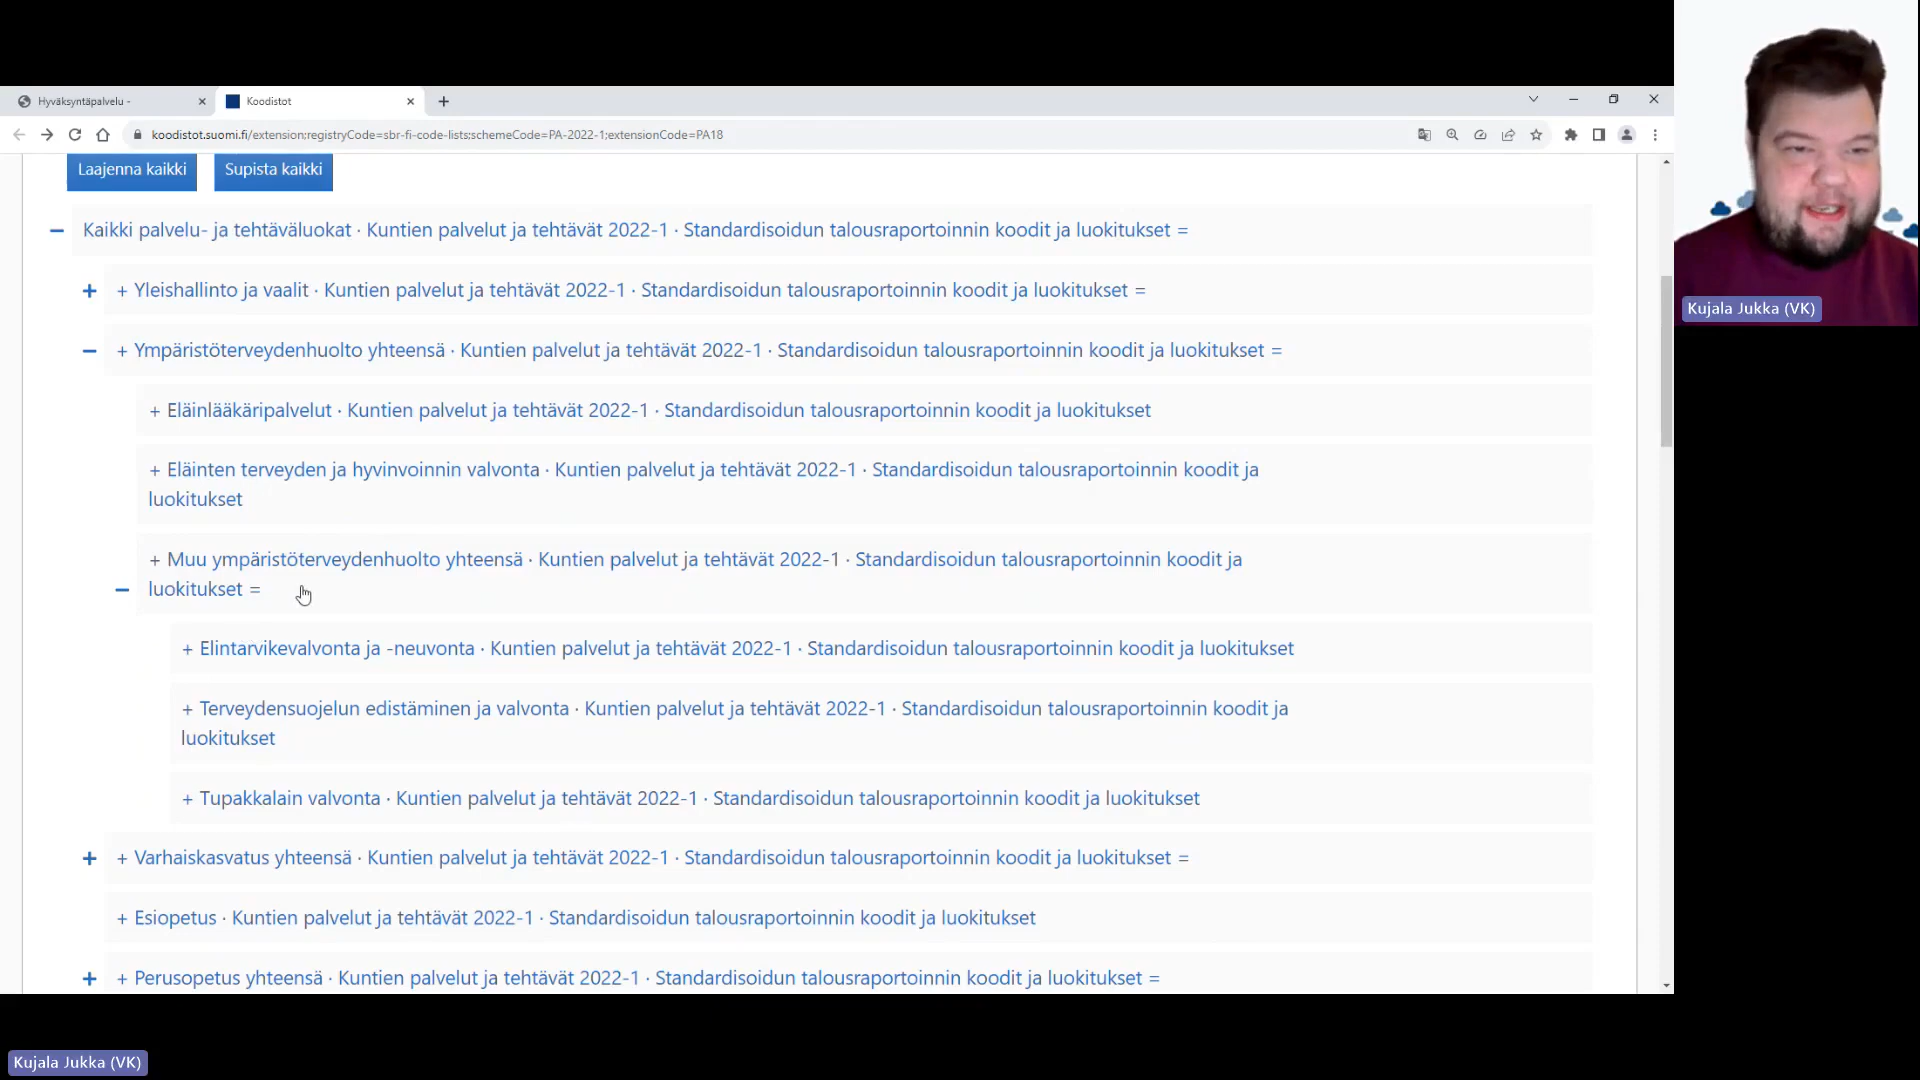 Hyväksyntäpalvelu -
Koodistot
koodistot.suomi.fi/extension;registryCode=sbr-fi-code-lists;schemeCode=PA-2022-1;extensionCode=PA18
Laajenna kaikki
Supista kaikki
Kaikki palvelu- ja tehtäväluokat · Kuntien palvelut ja tehtävät 2022-1 · Standardisoidun talousraportoinnin koodit ja luokitukset =
+ Yleishallinto ja vaalit · Kuntien palvelut ja tehtävät 2022-1 · Standardisoidun talousraportoinnin koodit ja luokitukset =
+ Ympäristöterveydenhuolto yhteensä · Kuntien palvelut ja tehtävät 2022-1 · Standardisoidun talousraportoinnin koodit ja luokitukset =
+ Eläinlääkäripalvelut · Kuntien palvelut ja tehtävät 2022-1 · Standardisoidun talousraportoinnin koodit ja luokitukset
+ Eläinten terveyden ja hyvinvoinnin valvonta · Kuntien palvelut ja tehtävät 2022-1 · Standardisoidun talousraportoinnin koodit ja
luokitukset
+ Muu ympäristöterveydenhuolto yhteensä · Kuntien palvelut ja tehtävät 2022-1 · Standardisoidun talousraportoinnin koodit ja
luokitukset =
+ Elintarvikevalvonta ja -neuvonta · Kuntien palvelut ja tehtävät 2022-1 · Standardisoidun talousraportoinnin koodit ja luokitukset
+ Terveydensuojelun edistäminen ja valvonta · Kuntien palvelut ja tehtävät 2022-1 · Standardisoidun talousraportoinnin koodit ja
luokitukset
+ Tupakkalain valvonta · Kuntien palvelut ja tehtävät 2022-1 · Standardisoidun talousraportoinnin koodit ja luokitukset
+ Varhaiskasvatus yhteensä · Kuntien palvelut ja tehtävät 2022-1 · Standardisoidun talousraportoinnin koodit ja luokitukset =
+ Esiopetus · Kuntien palvelut ja tehtävät 2022-1 · Standardisoidun talousraportoinnin koodit ja luokitukset
+ Perusopetus yhteensä · Kuntien palvelut ja tehtävät 2022-1 · Standardisoidun talousraportoinnin koodit ja luokitukset =
Kujala Jukka (VK)
Kujala Jukka (VK)